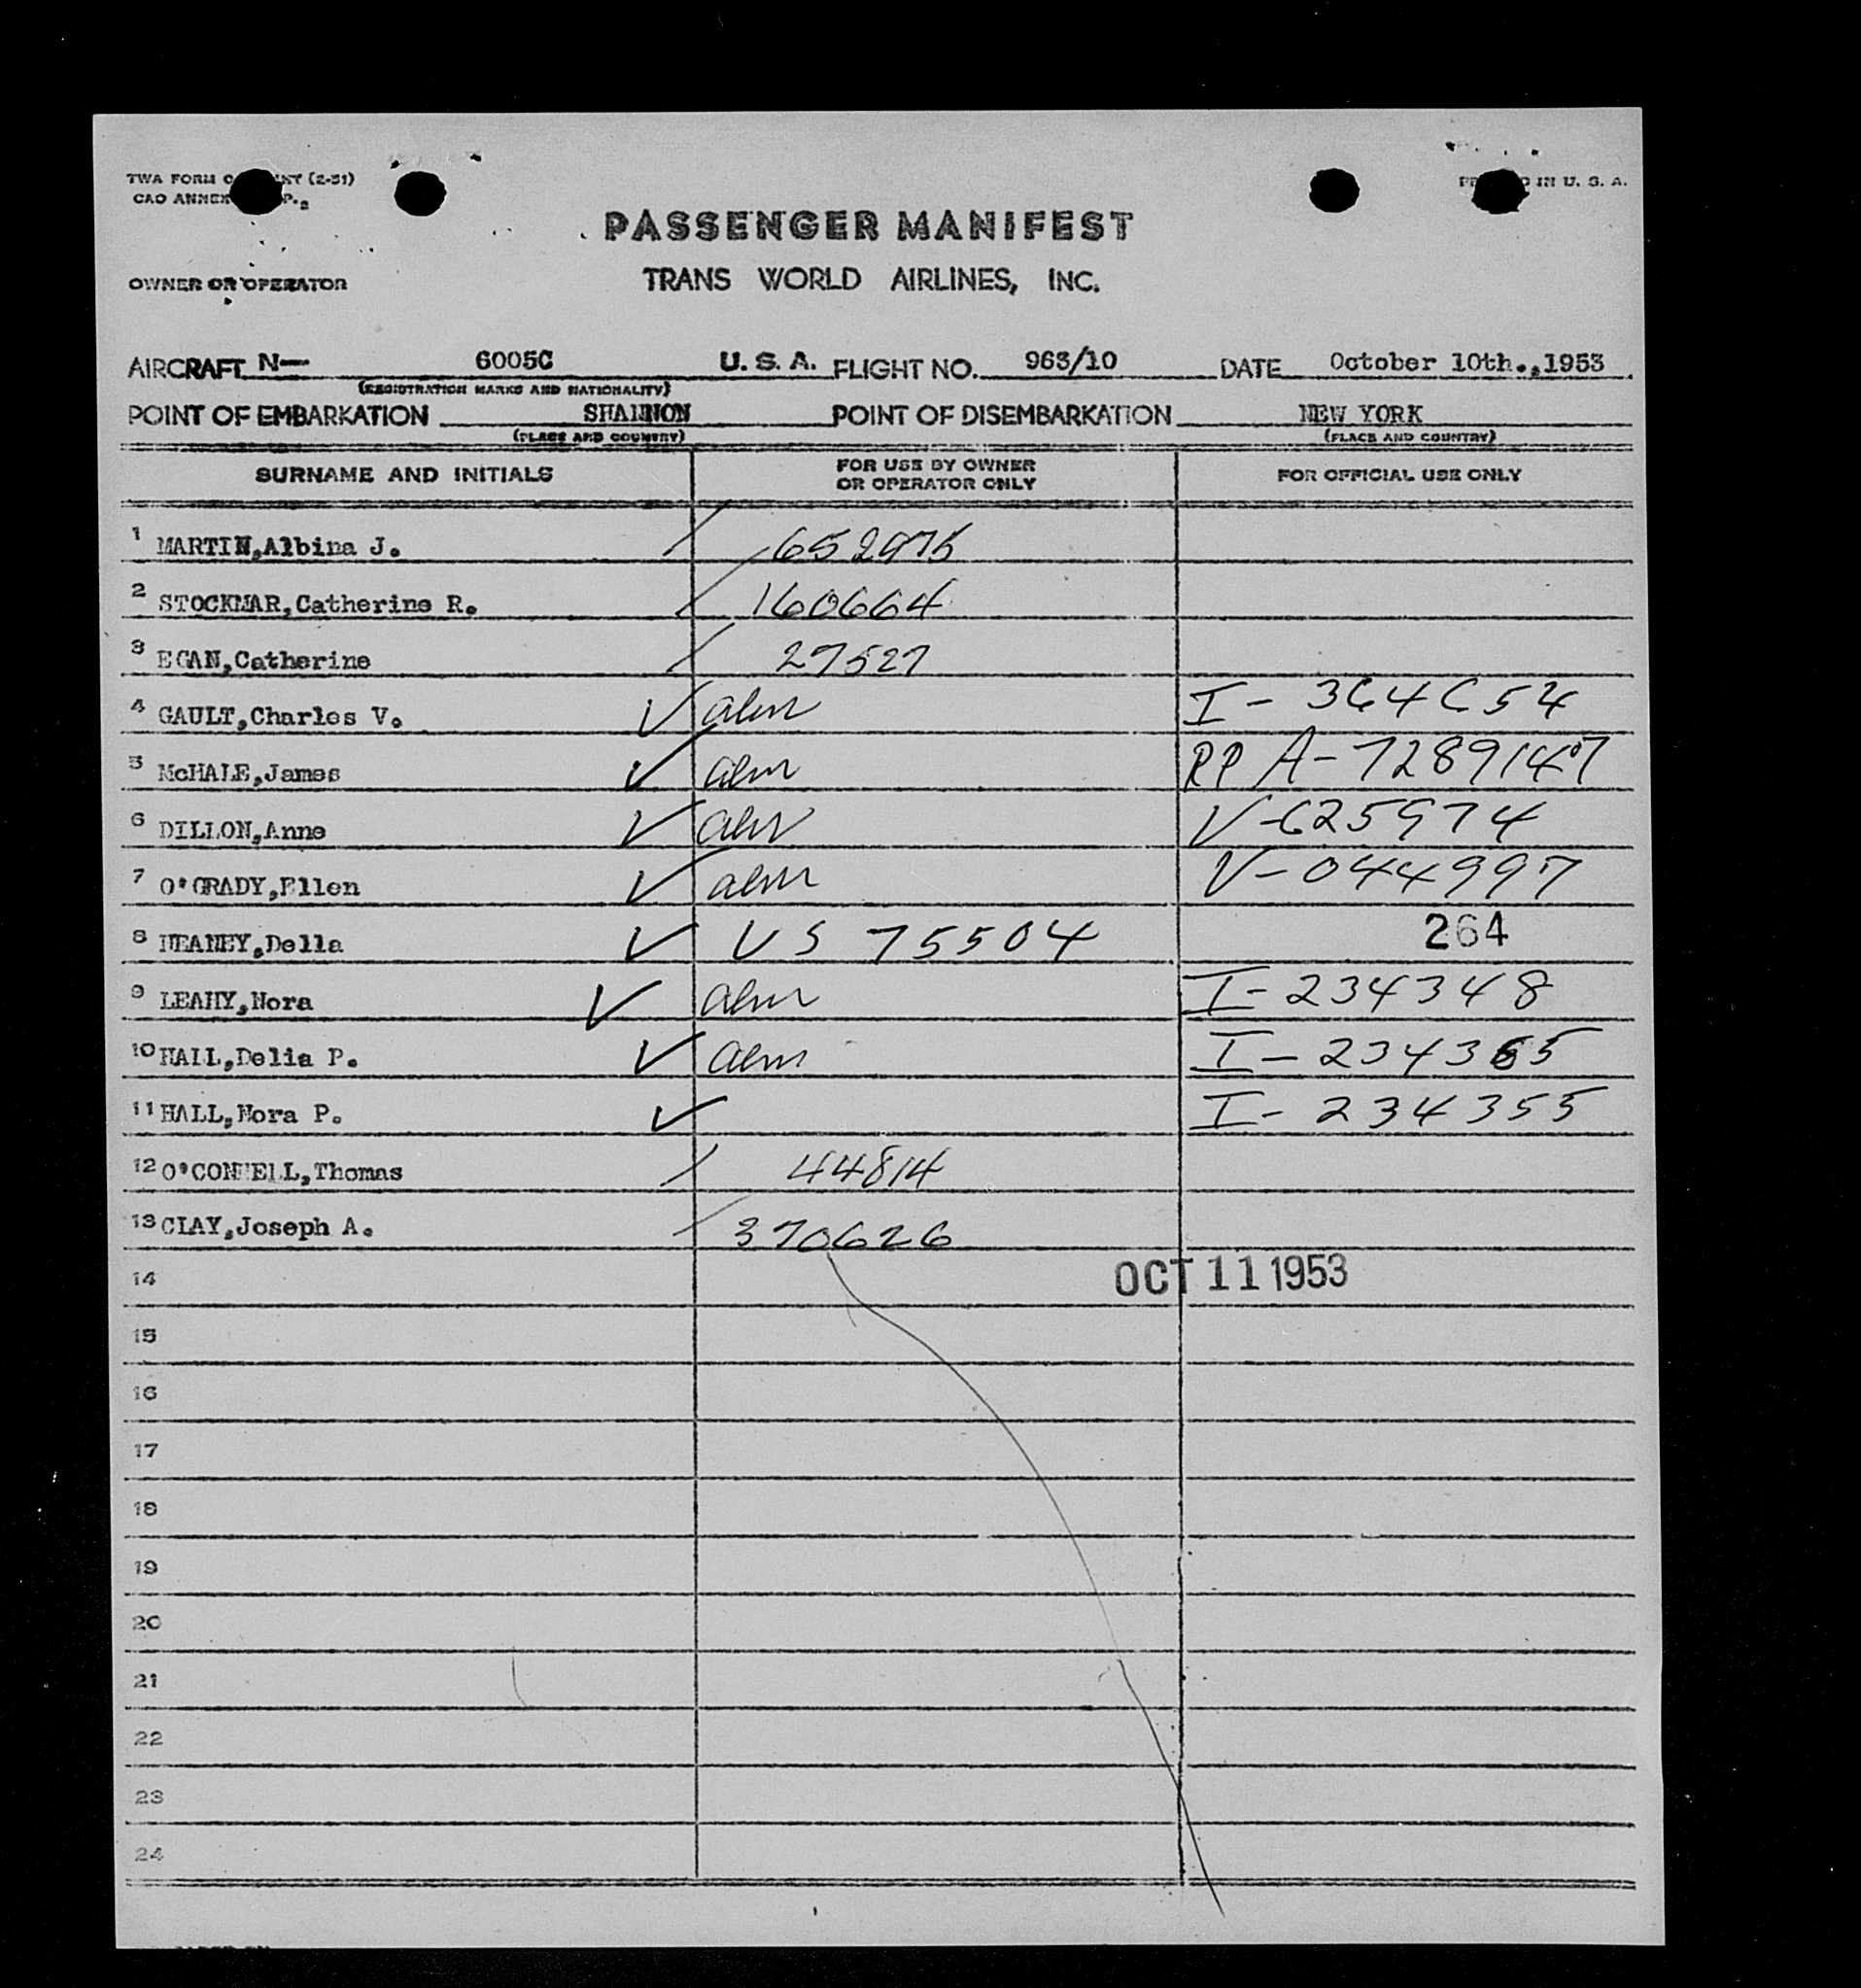 TWA FORM
CAO ANNEX
IN U. S. A.
PASSENGER MANIFEST
OWNER OR OPERATOR
TRANS WORLD AIRLINES, INC.
AIRCRAFT N— 6005C U. S. A. FLIGHT NO. 963/10 DATE October 10th.,1953
(REGISTRATION MARKS AND NATIONALITY)
POINT OF EMBARKATION SHANNON POINT OF DISEMBARKATION NEW YORK
(PLACE AND COUNTRY) (PLACE AND COUNTRY)
SURNAME AND INITIALS FOR USE BY OWNER OR OPERATOR ONLY FOR OFFICIAL USE ONLY
1 MARTIN,Albina J. / 652975
2 STOCKMAR,Catherine R. / 160664
3 EGAN,Catherine / 27527
4 GAULT,Charles V. ✓ alm I - 364C54
5 McHALE,James ✓ alm RP A-7289147
6 DILLON,Anne ✓ alm V-625974
7 O'GRADY,Ellen ✓ alm V-044997
8 HEANEY,Della ✓ US 75504 264
9 LEAHY,Nora ✓ alm I-234348
10 HALL,Delia P. ✓ alm I-234365
11 HALL,Nora P. ✓ I-234355
12 O'CONNELL,Thomas / 44814
13 CLAY,Joseph A. / 370626
14 OCT 11 1953
15
16
17
18
19
20
21
22
23
24